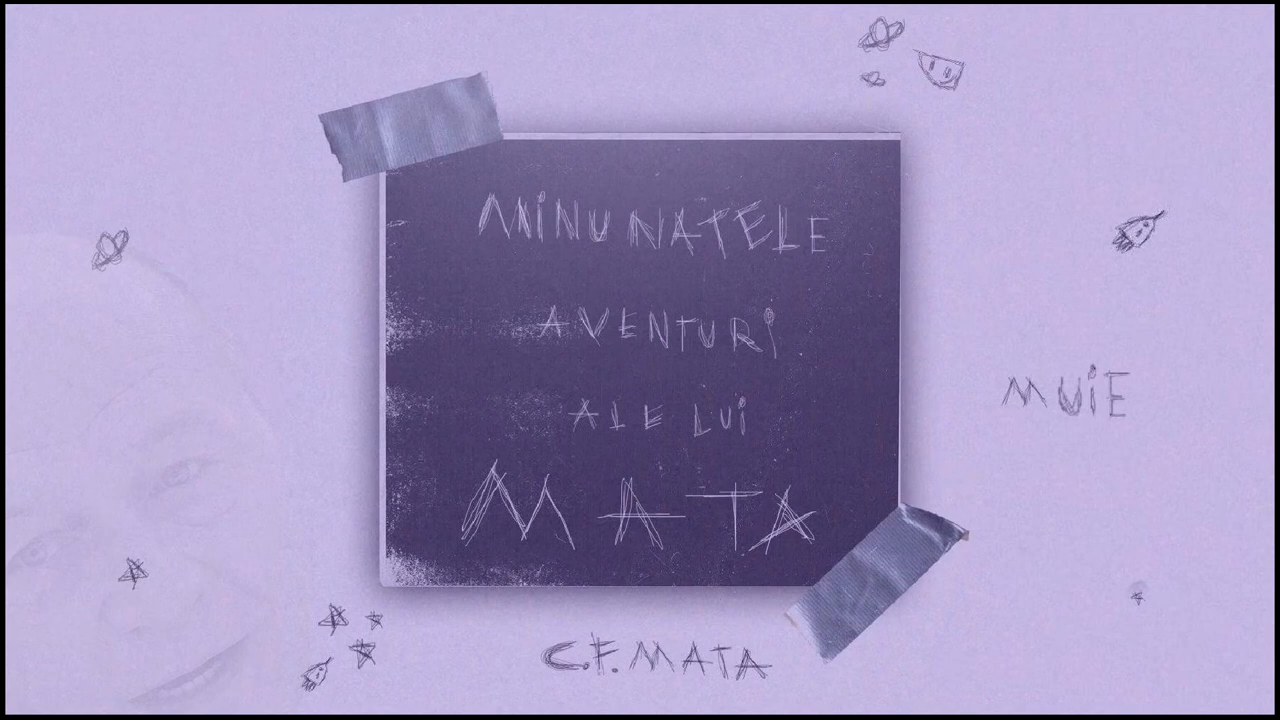 MINUNATELE
AVENTURI
ALE LUI
MATA
MUIE
C.F. MATA